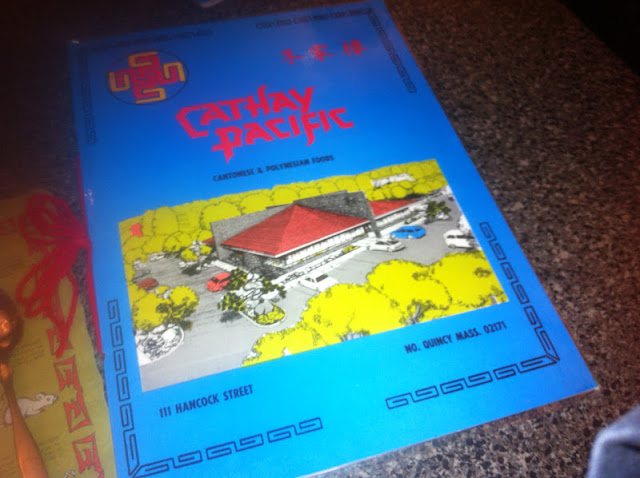 CATHAY
PACIFIC
CANTONESE & POLYNESIAN FOODS
111 HANCOCK STREET
NO. QUINCY MASS. 02171